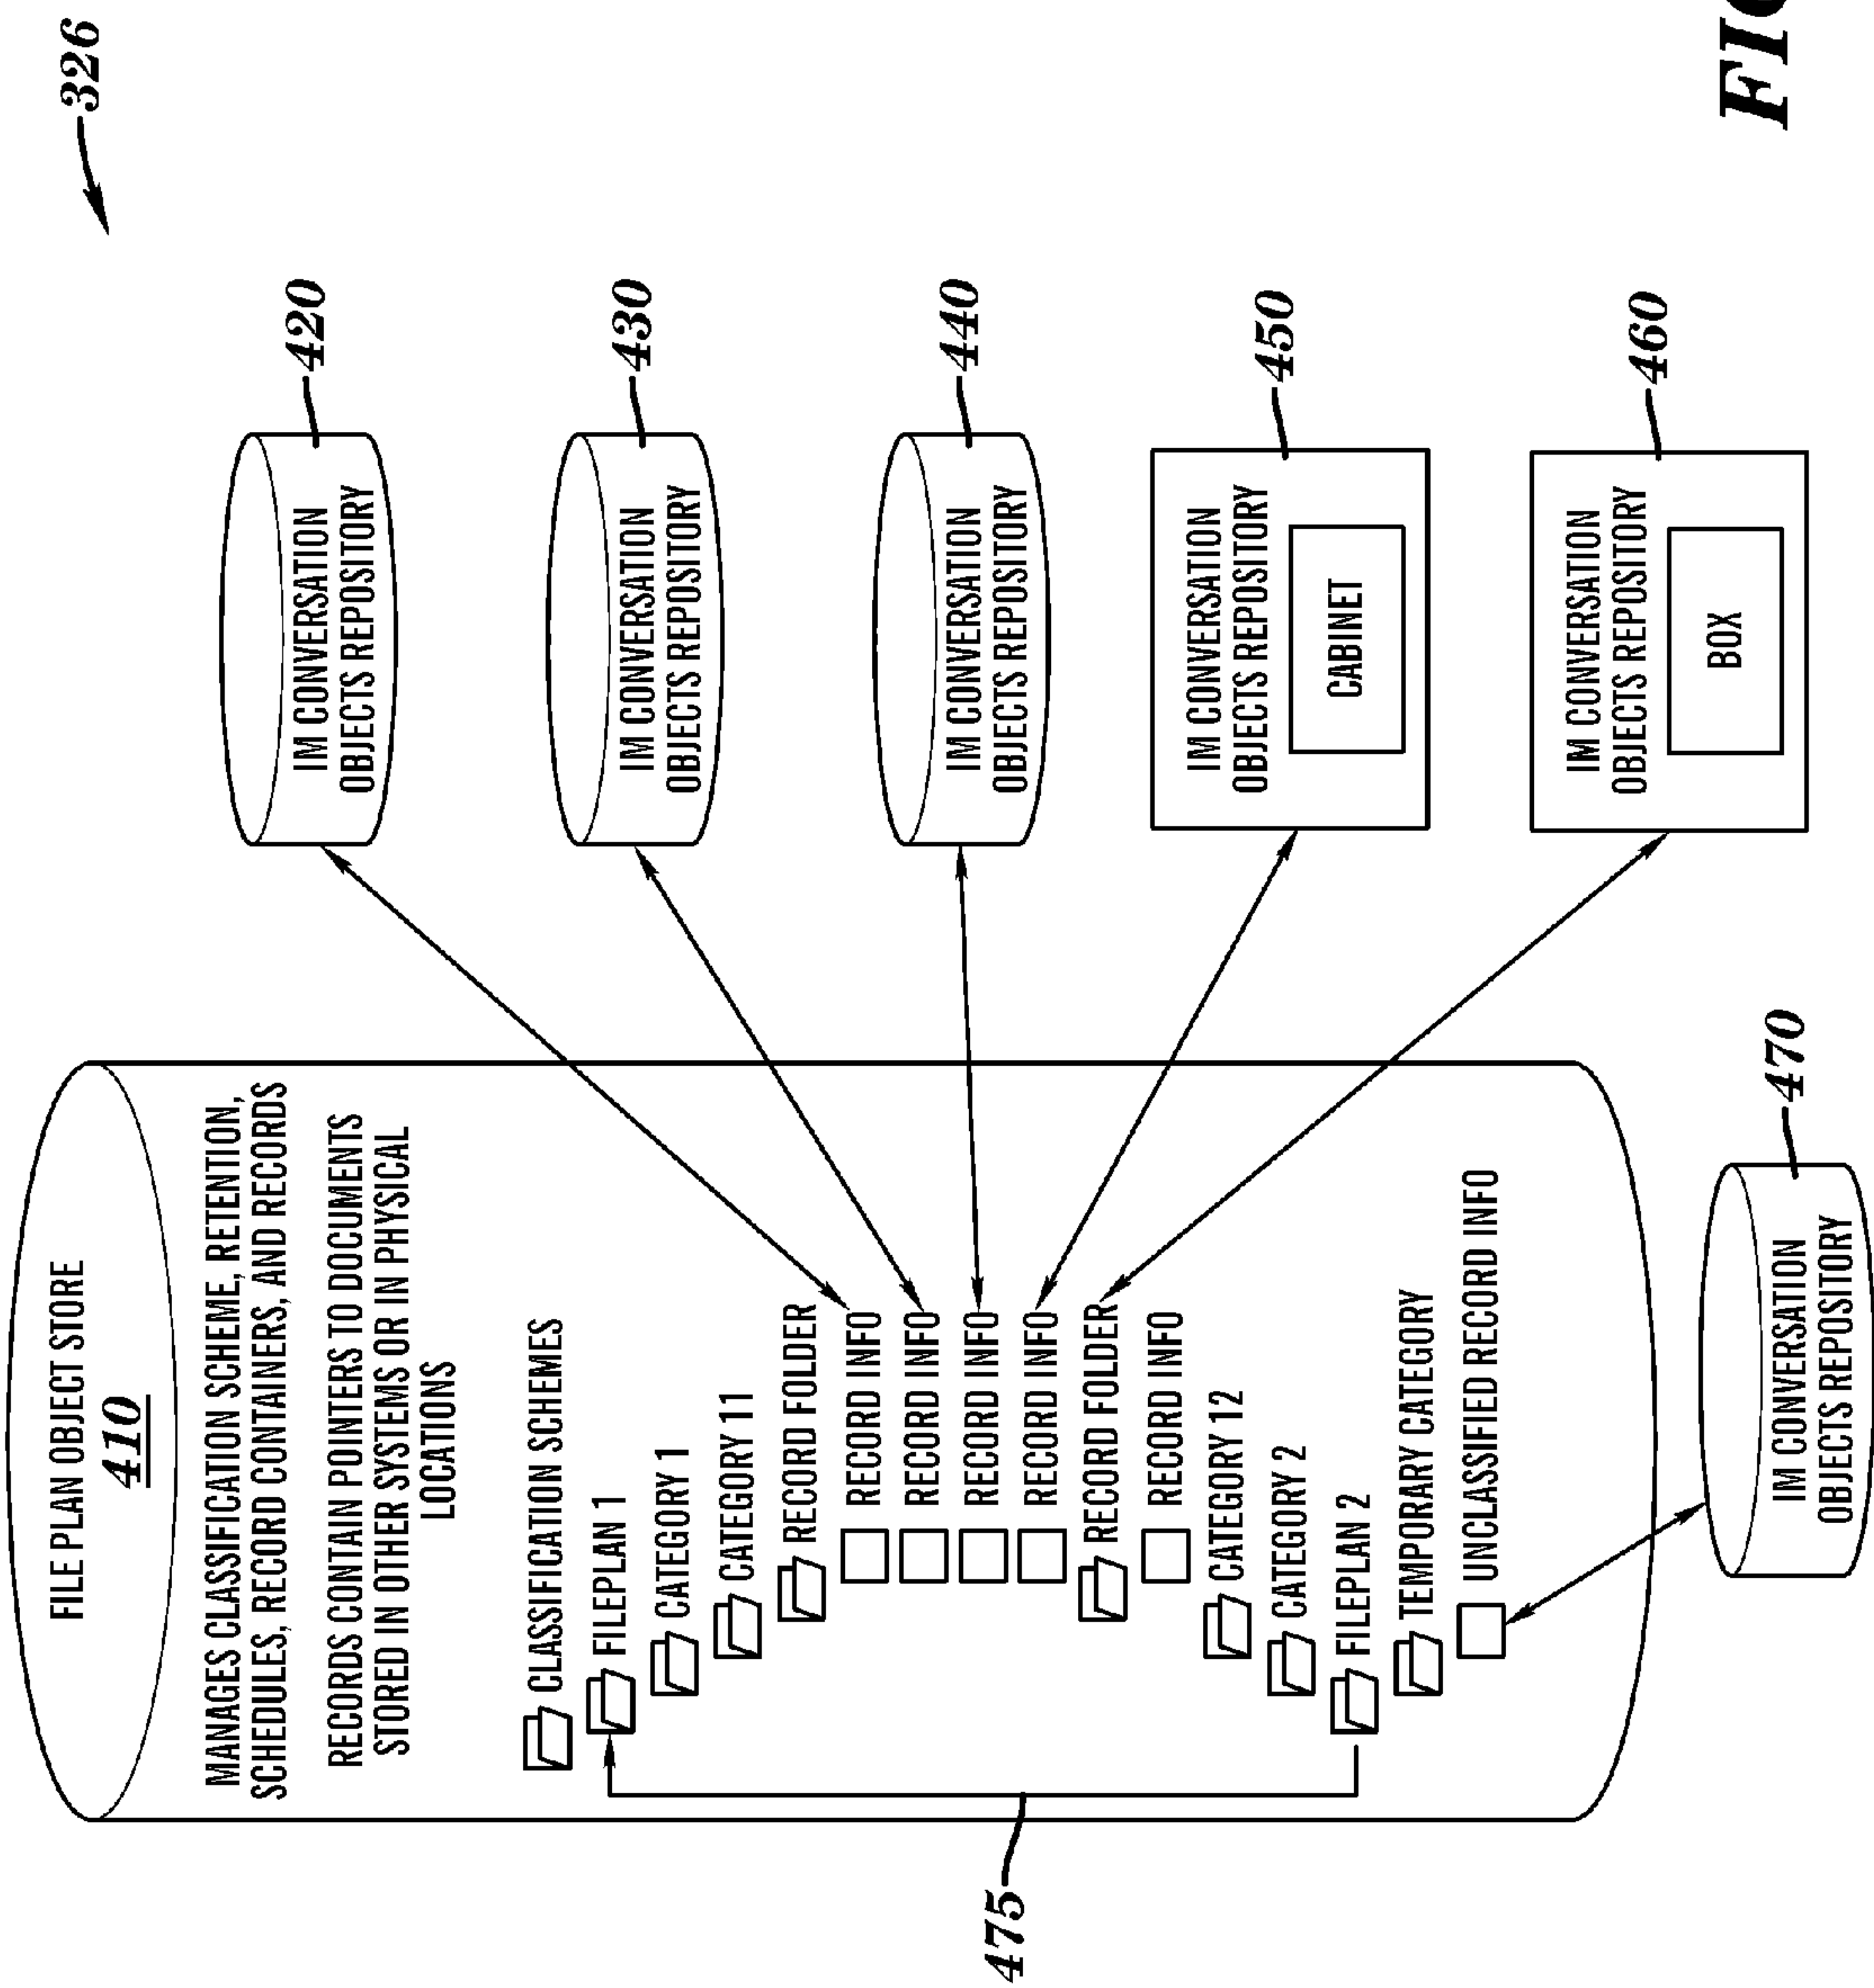 326
FILE PLAN OBJECT STORE
410
MANAGES CLASSIFICATION SCHEME, RETENTION,
SCHEDULES, RECORD CONTAINERS, AND RECORDS
RECORDS CONTAIN POINTERS TO DOCUMENTS
STORED IN OTHER SYSTEMS OR IN PHYSICAL
LOCATIONS
CLASSIFICATION SCHEMES
FILEPLAN 1
CATEGORY 1
CATEGORY 11
RECORD FOLDER
RECORD INFO
RECORD INFO
RECORD INFO
RECORD INFO
RECORD FOLDER
RECORD INFO
CATEGORY 12
CATEGORY 2
FILEPLAN 2
TEMPORARY CATEGORY
UNCLASSIFIED RECORD INFO
475
IM CONVERSATION
OBJECTS REPOSITORY
420
IM CONVERSATION
OBJECTS REPOSITORY
430
IM CONVERSATION
OBJECTS REPOSITORY
440
IM CONVERSATION
OBJECTS REPOSITORY
CABINET
450
IM CONVERSATION
OBJECTS REPOSITORY
BOX
460
IM CONVERSATION
OBJECTS REPOSITORY
470